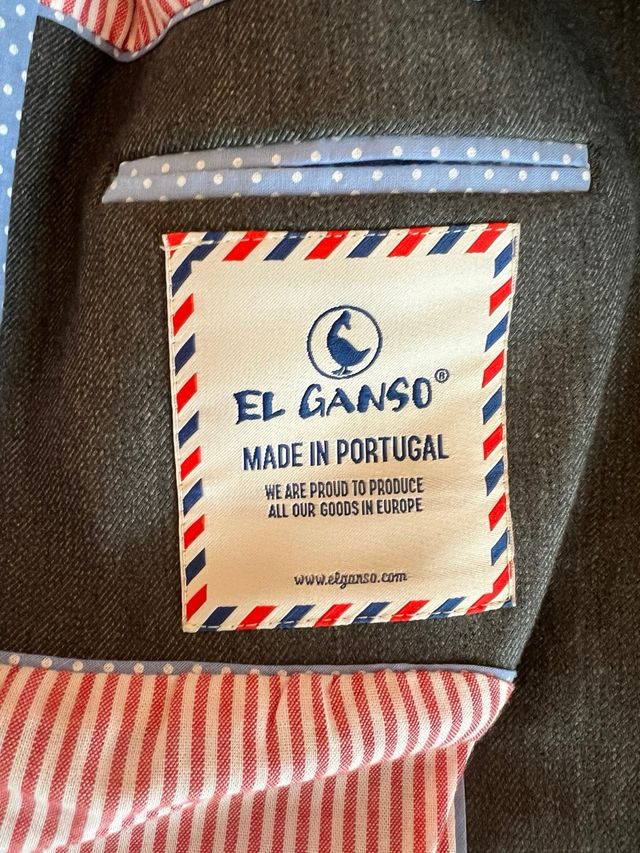 EL GANSO®
MADE IN PORTUGAL
WE ARE PROUD TO PRODUCE
ALL OUR GOODS IN EUROPE
www.elganso.com